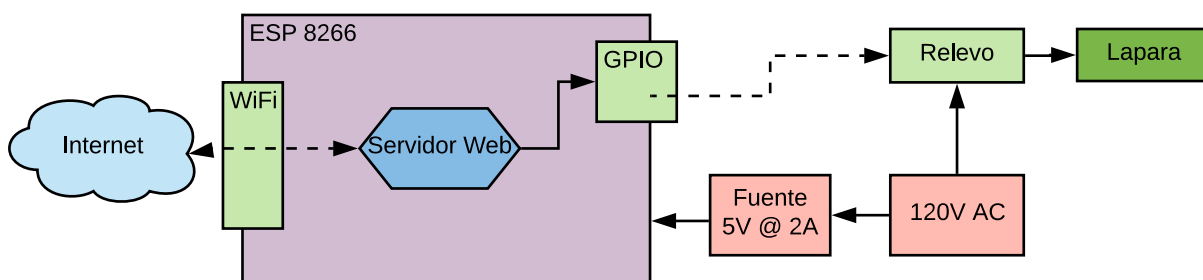 ESP 8266
GPIO
Relevo
Lapara
WiFi
Internet
Servidor Web
Fuente
5V @ 2A
120V AC